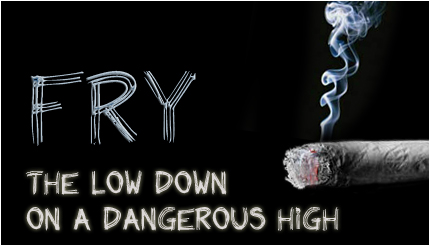 FRY
THE LOW DOWN
ON A DANGEROUS HIGH